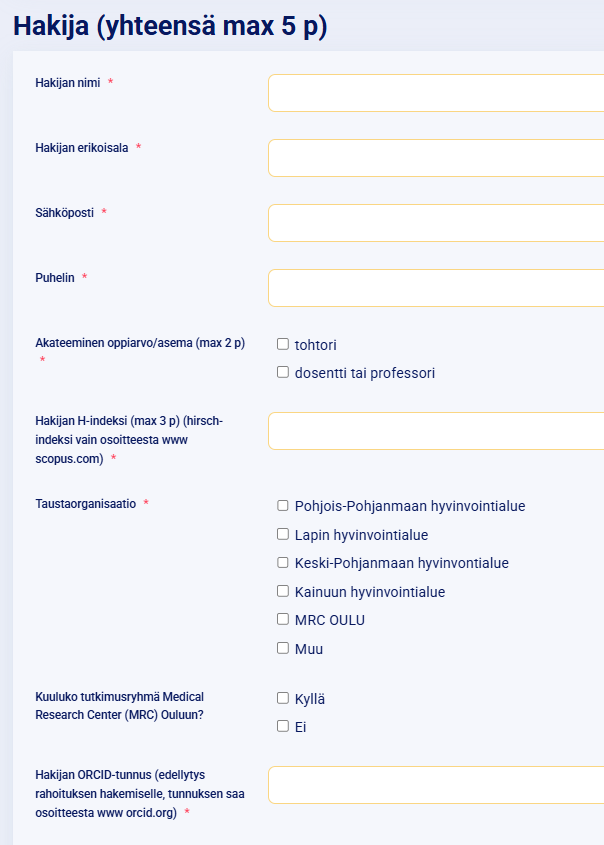 Hakija (yhteensä max 5 p)
Hakijan nimi *
Hakijan erikoisala *
Sähköposti *
Puhelin *
Akateeminen oppiarvo/asema (max 2 p)
*
tohtori
dosentti tai professori
Hakijan H-indeksi (max 3 p) (hirsch-
indeksi vain osoitteesta www
scopus.com) *
Taustaorganisaatio *
Pohjois-Pohjanmaan hyvinvointialue
Lapin hyvinvointialue
Keski-Pohjanmaan hyvinvontialue
Kainuun hyvinvointialue
MRC OULU
Muu
Kuuluko tutkimusryhmä Medical
Research Center (MRC) Ouluun?
Kyllä
Ei
Hakijan ORCID-tunnus (edellytys
rahoituksen hakemiselle, tunnuksen saa
osoitteesta www orcid.org) *